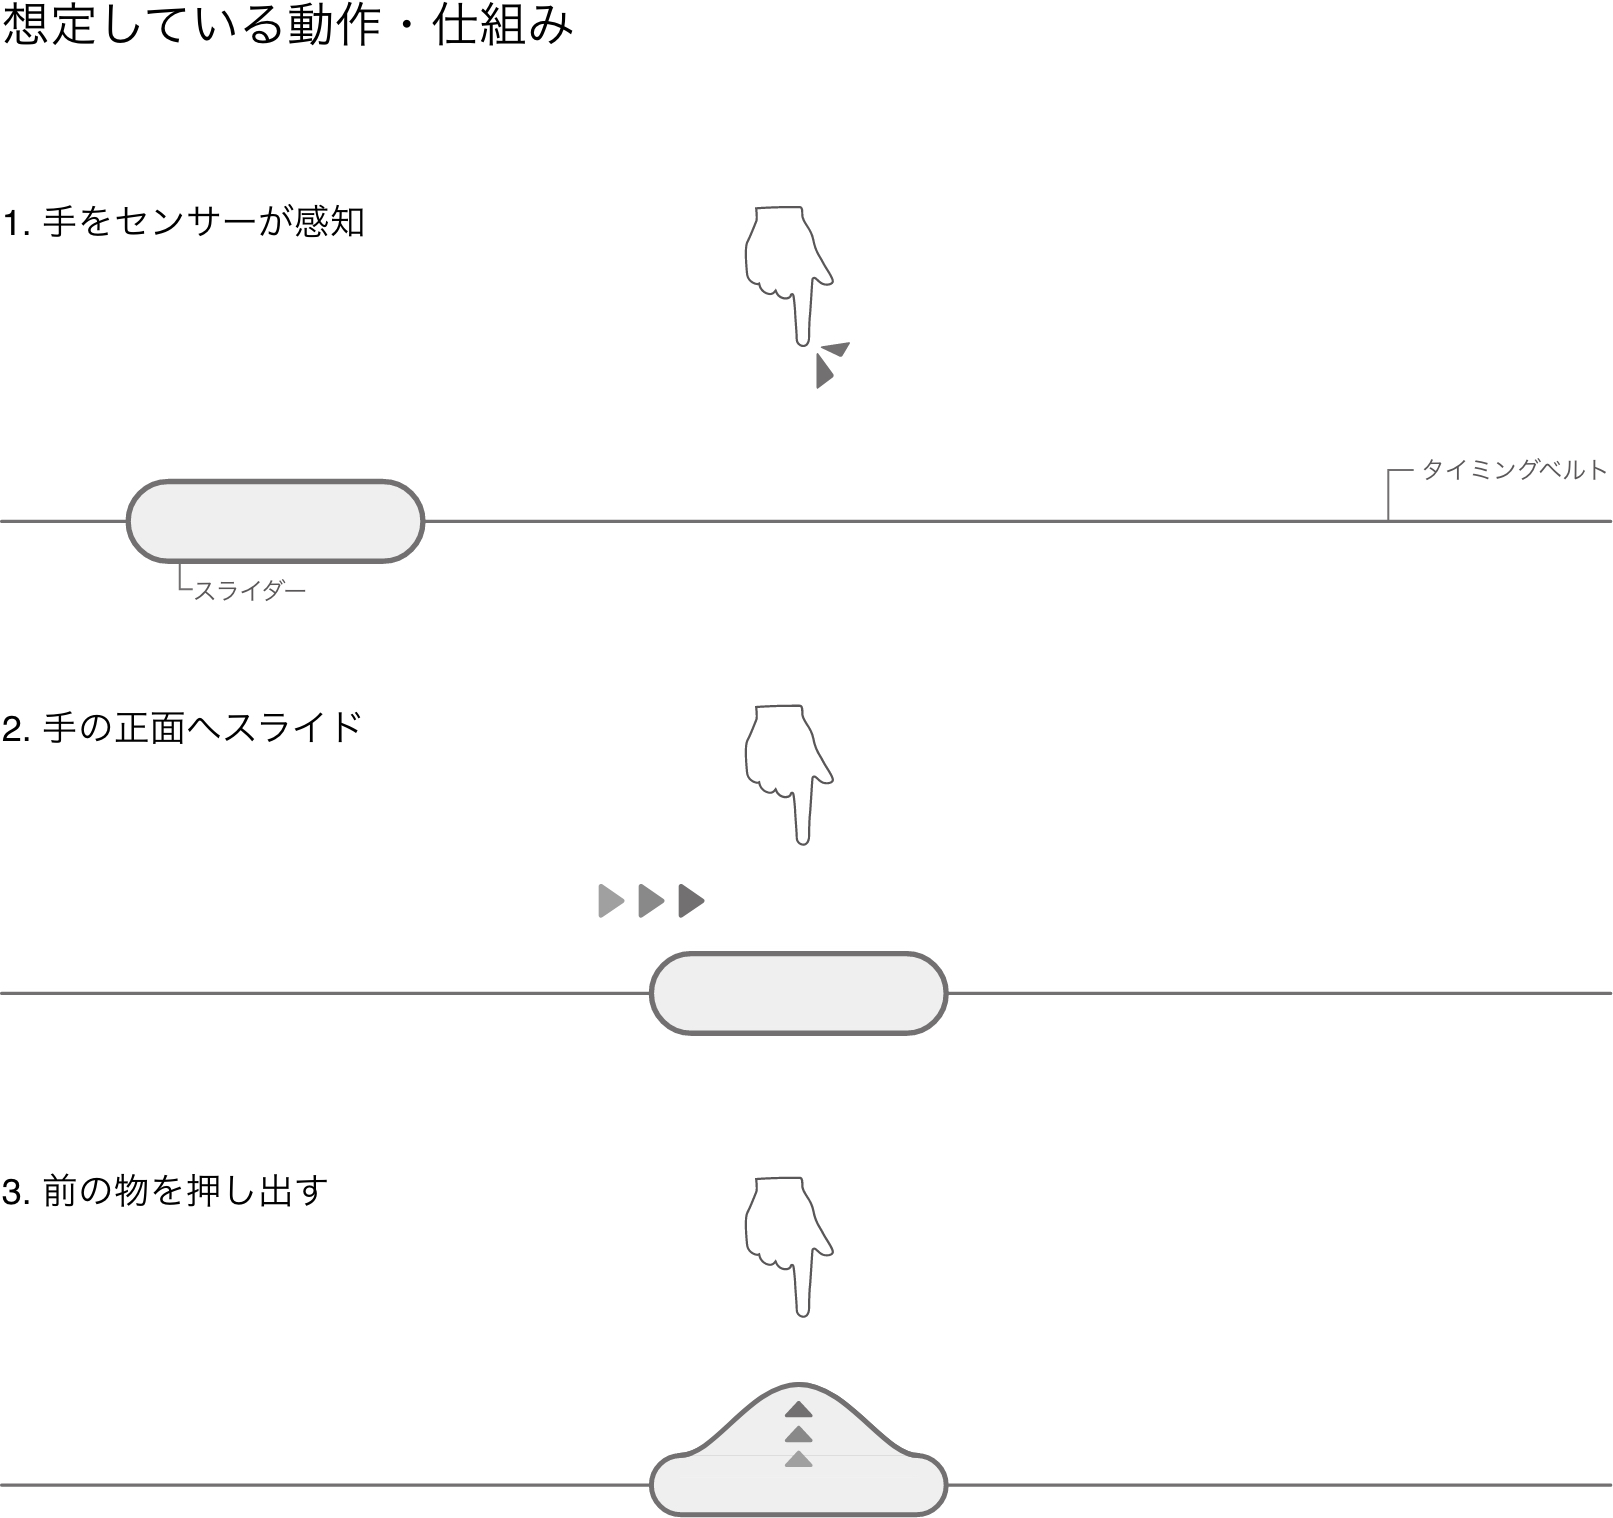 想定している動作・仕組み
1. 手をセンサーが感知
タイミングベルト
スライダー
2. 手の正面へスライド
3. 前の物を押し出す